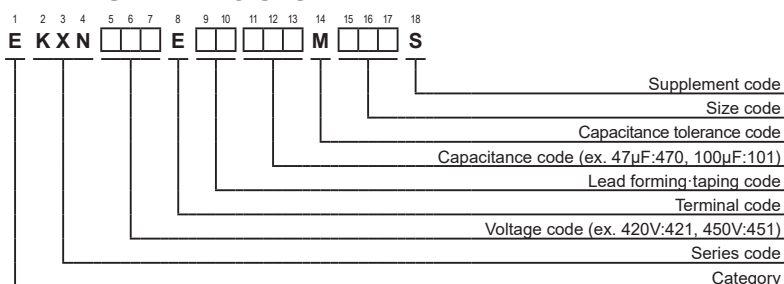 1 2 3 4 5 6 7 8 9 10 11 12 13 14 15 16 17 18
E K X N □□□ E □□ □□□ M □□□ S
Supplement code
Size code
Capacitance tolerance code
Capacitance code (ex. 47μF:470, 100μF:101)
Lead forming·taping code
Terminal code
Voltage code (ex. 420V:421, 450V:451)
Series code
Category